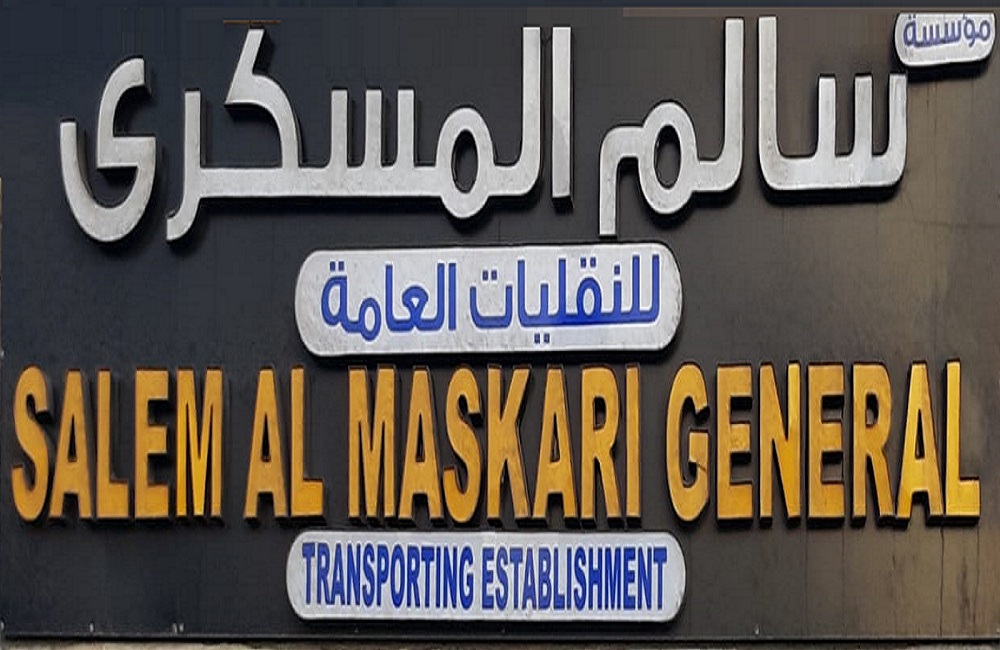 مؤسسة
سالم المسكرى
للنقليات العامة
SALEM AL MASKARI GENERAL
TRANSPORTING ESTABLISHMENT